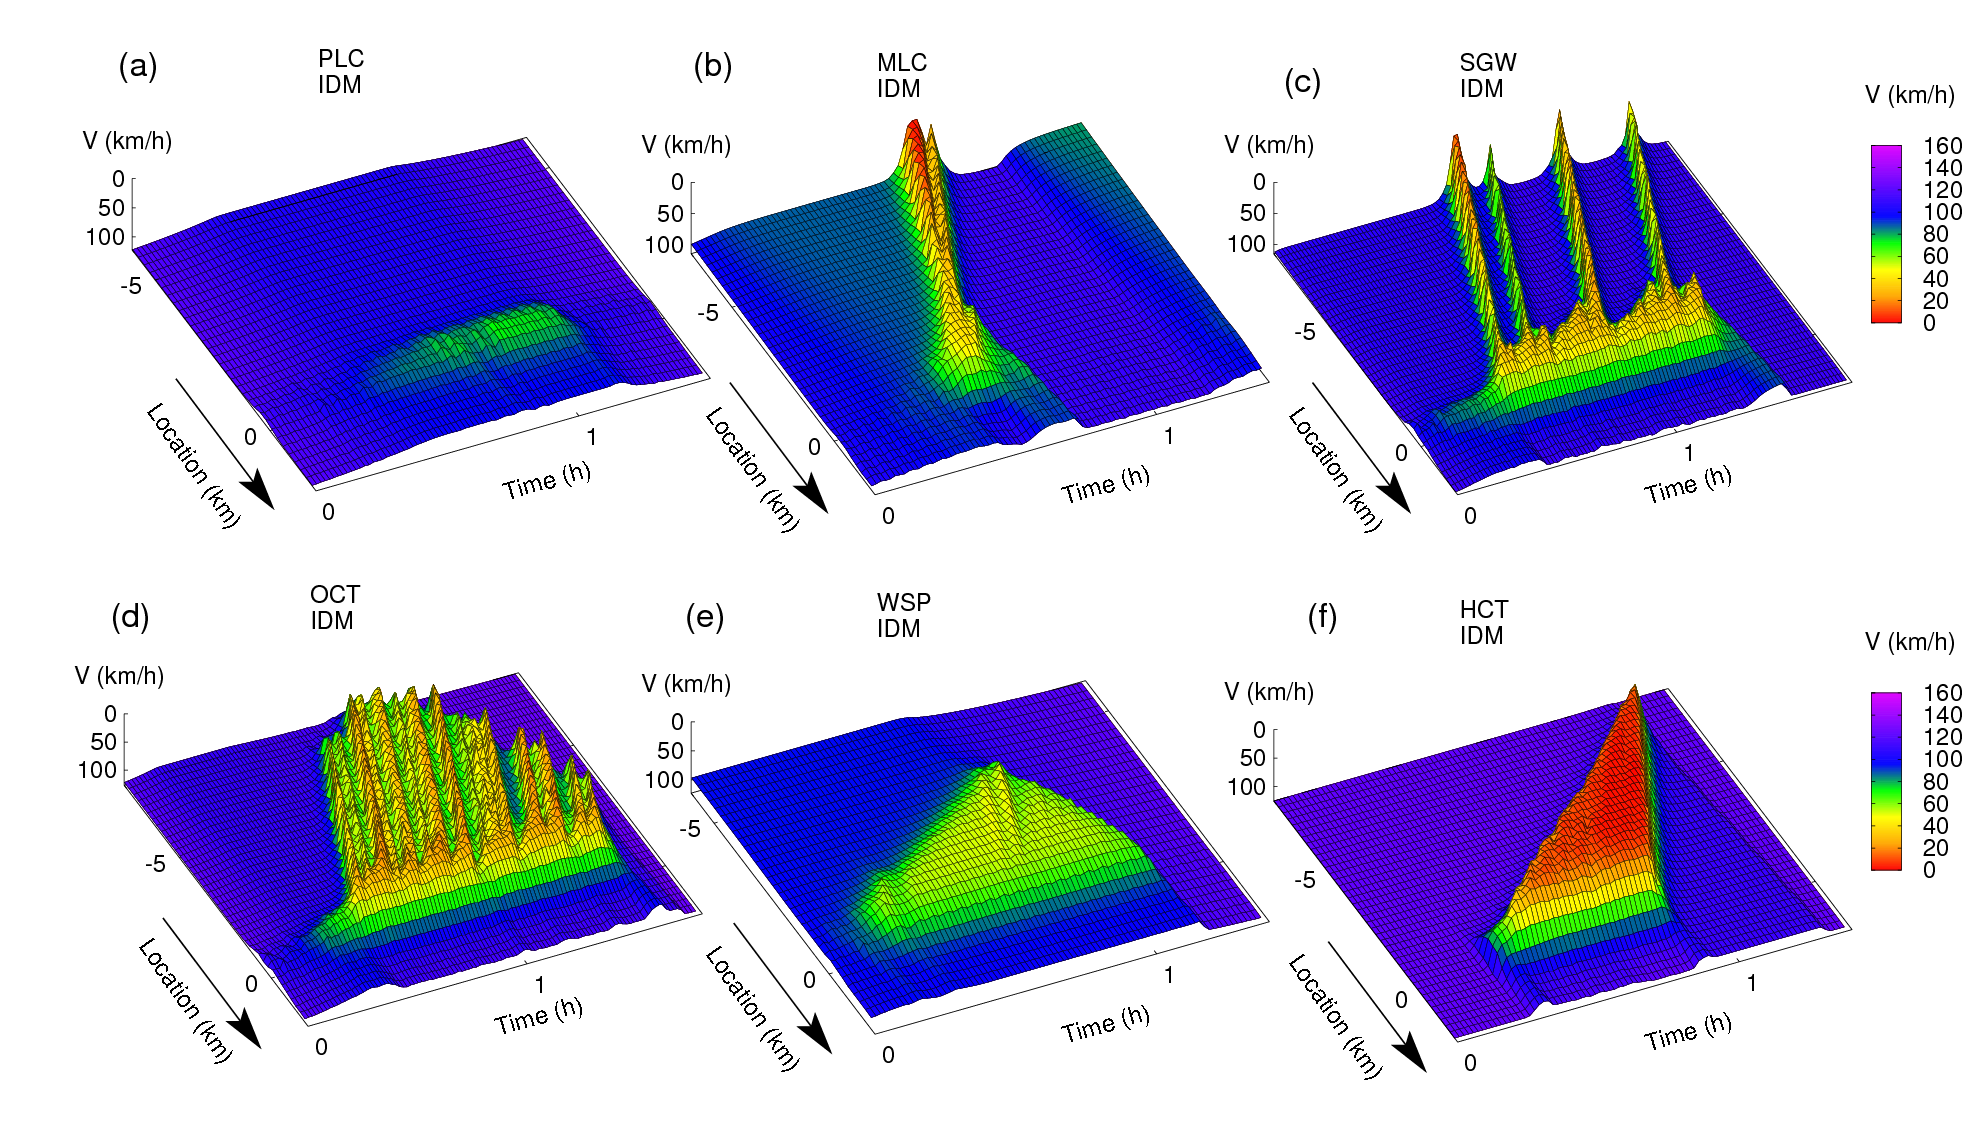 (a)
PLC
IDM
V (km/h)
0
50
100
-5
0
Location (km)
0
1
Time (h)
(b)
MLC
IDM
V (km/h)
0
50
100
-5
0
Location (km)
0
1
Time (h)
(c)
SGW
IDM
V (km/h)
0
50
100
-5
0
Location (km)
0
1
Time (h)
V (km/h)
160
140
120
100
80
60
40
20
0
(d)
OCT
IDM
V (km/h)
0
50
100
-5
0
Location (km)
0
1
Time (h)
(e)
WSP
IDM
V (km/h)
0
50
100
-5
0
Location (km)
0
1
Time (h)
(f)
HCT
IDM
V (km/h)
0
50
100
-5
0
Location (km)
0
1
Time (h)
V (km/h)
160
140
120
100
80
60
40
20
0